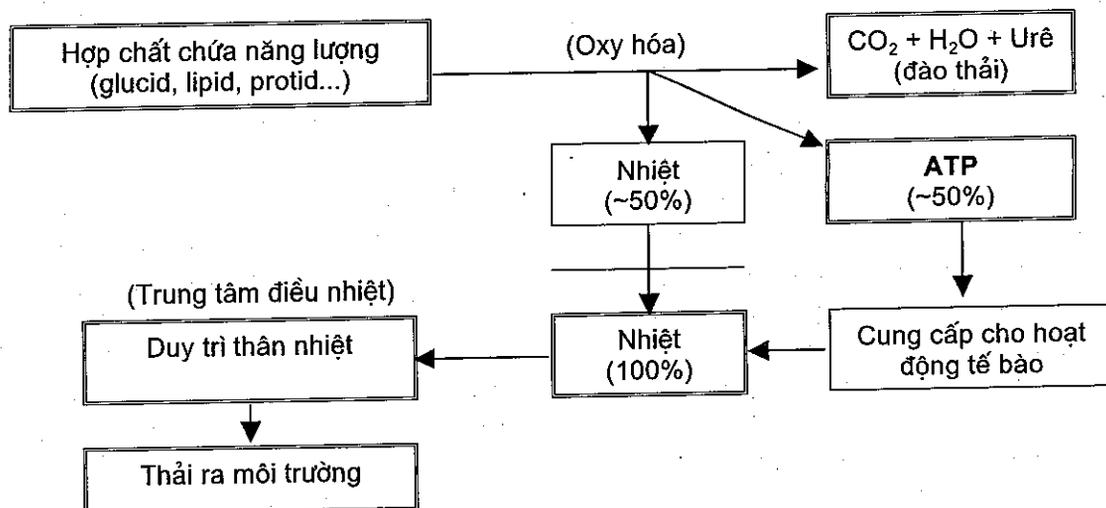 Hợp chất chứa năng lượng
(glucid, lipid, protid...)
(Oxy hóa)
CO₂ + H₂O + Urê
(đào thải)
Nhiệt
(~50%)
ATP
(~50%)
(Trung tâm điều nhiệt)
Duy trì thân nhiệt
Nhiệt
(100%)
Cung cấp cho hoạt
động tế bào
Thải ra môi trường